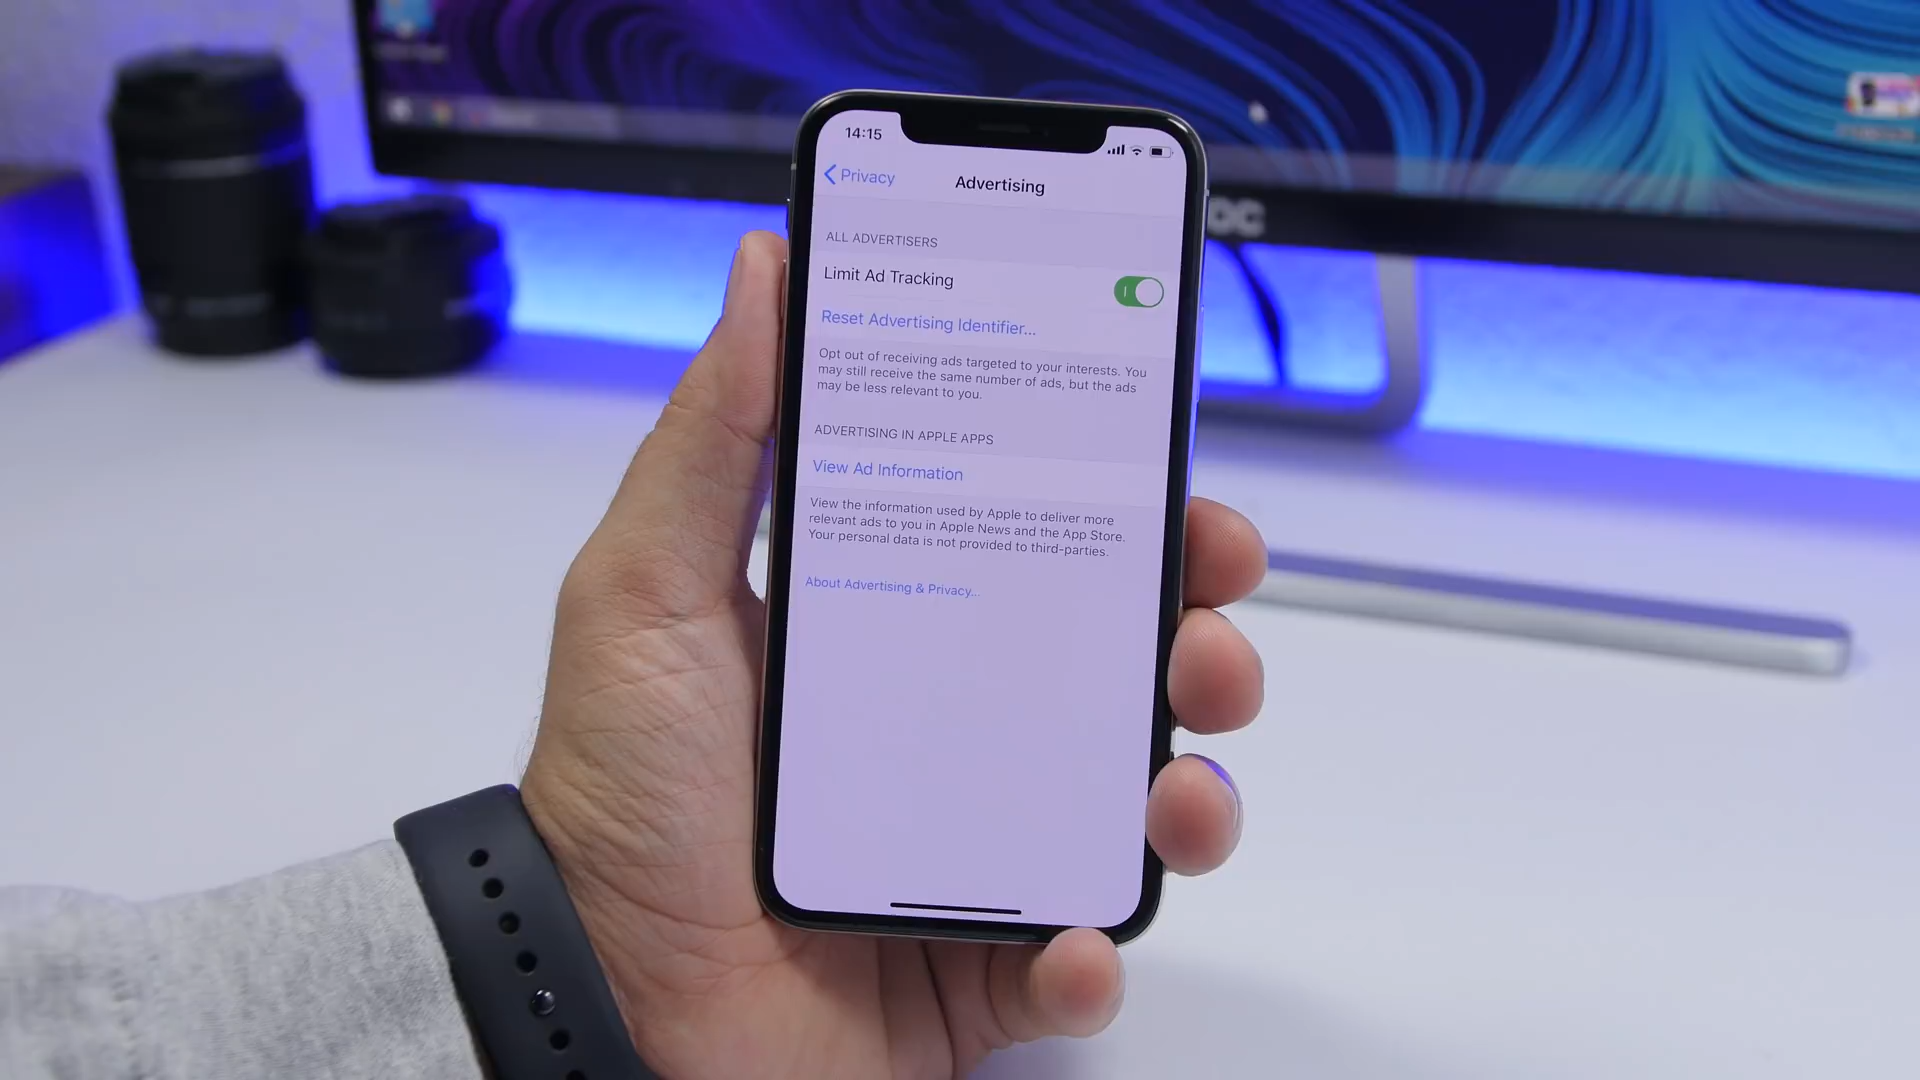 14:15
Privacy
Advertising
ALL ADVERTISERS
Limit Ad Tracking
Reset Advertising Identifier...
Opt out of receiving ads targeted to your interests. You
may still receive the same number of ads, but the ads
may be less relevant to you.
ADVERTISING IN APPLE APPS
View Ad Information
View the information used by Apple to deliver more
relevant ads to you in Apple News and the App Store.
Your personal data is not provided to third-parties.
About Advertising & Privacy...